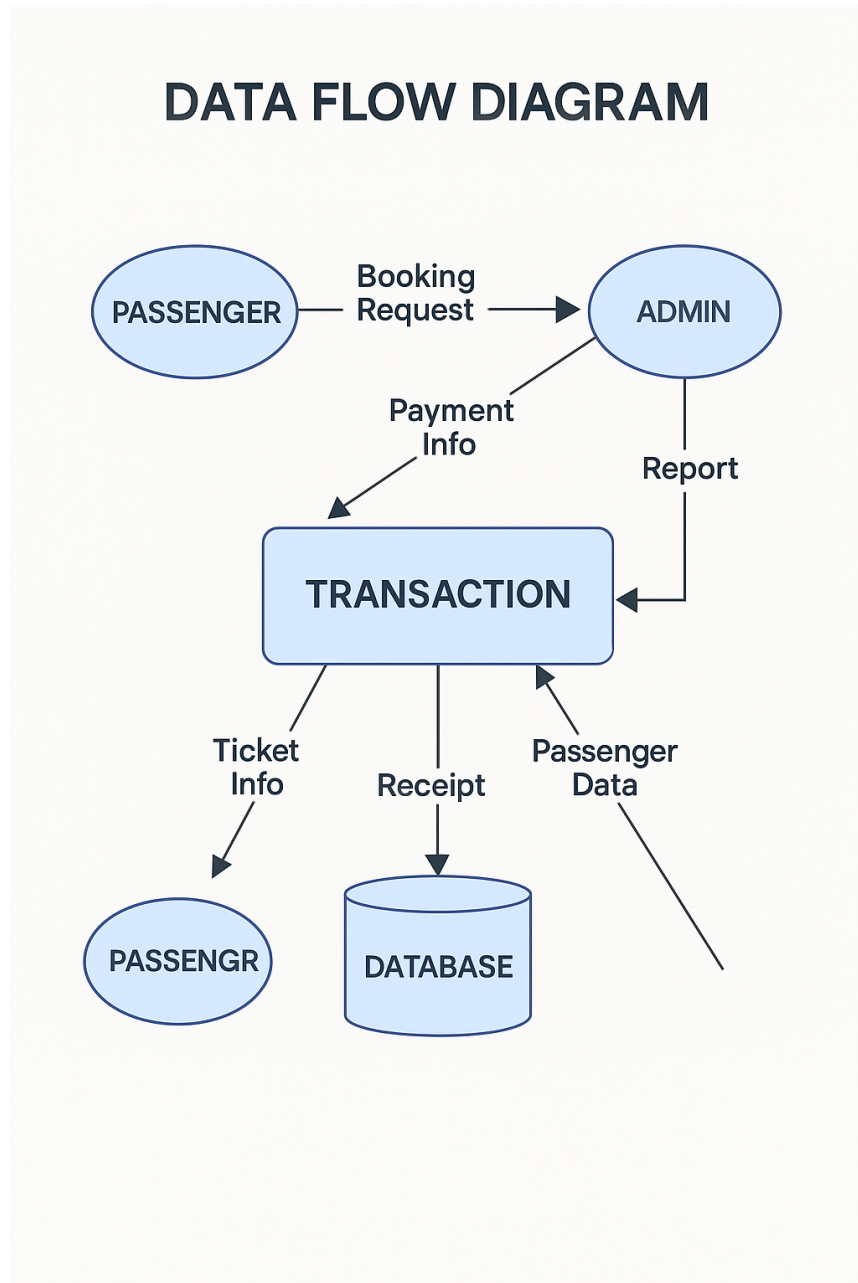 DATA FLOW DIAGRAM
PASSENGER
Booking
Request
ADMIN
Payment
Info
Report
TRANSACTION
Ticket
Info
Receipt
Passenger
Data
PASSENGR
DATABASE